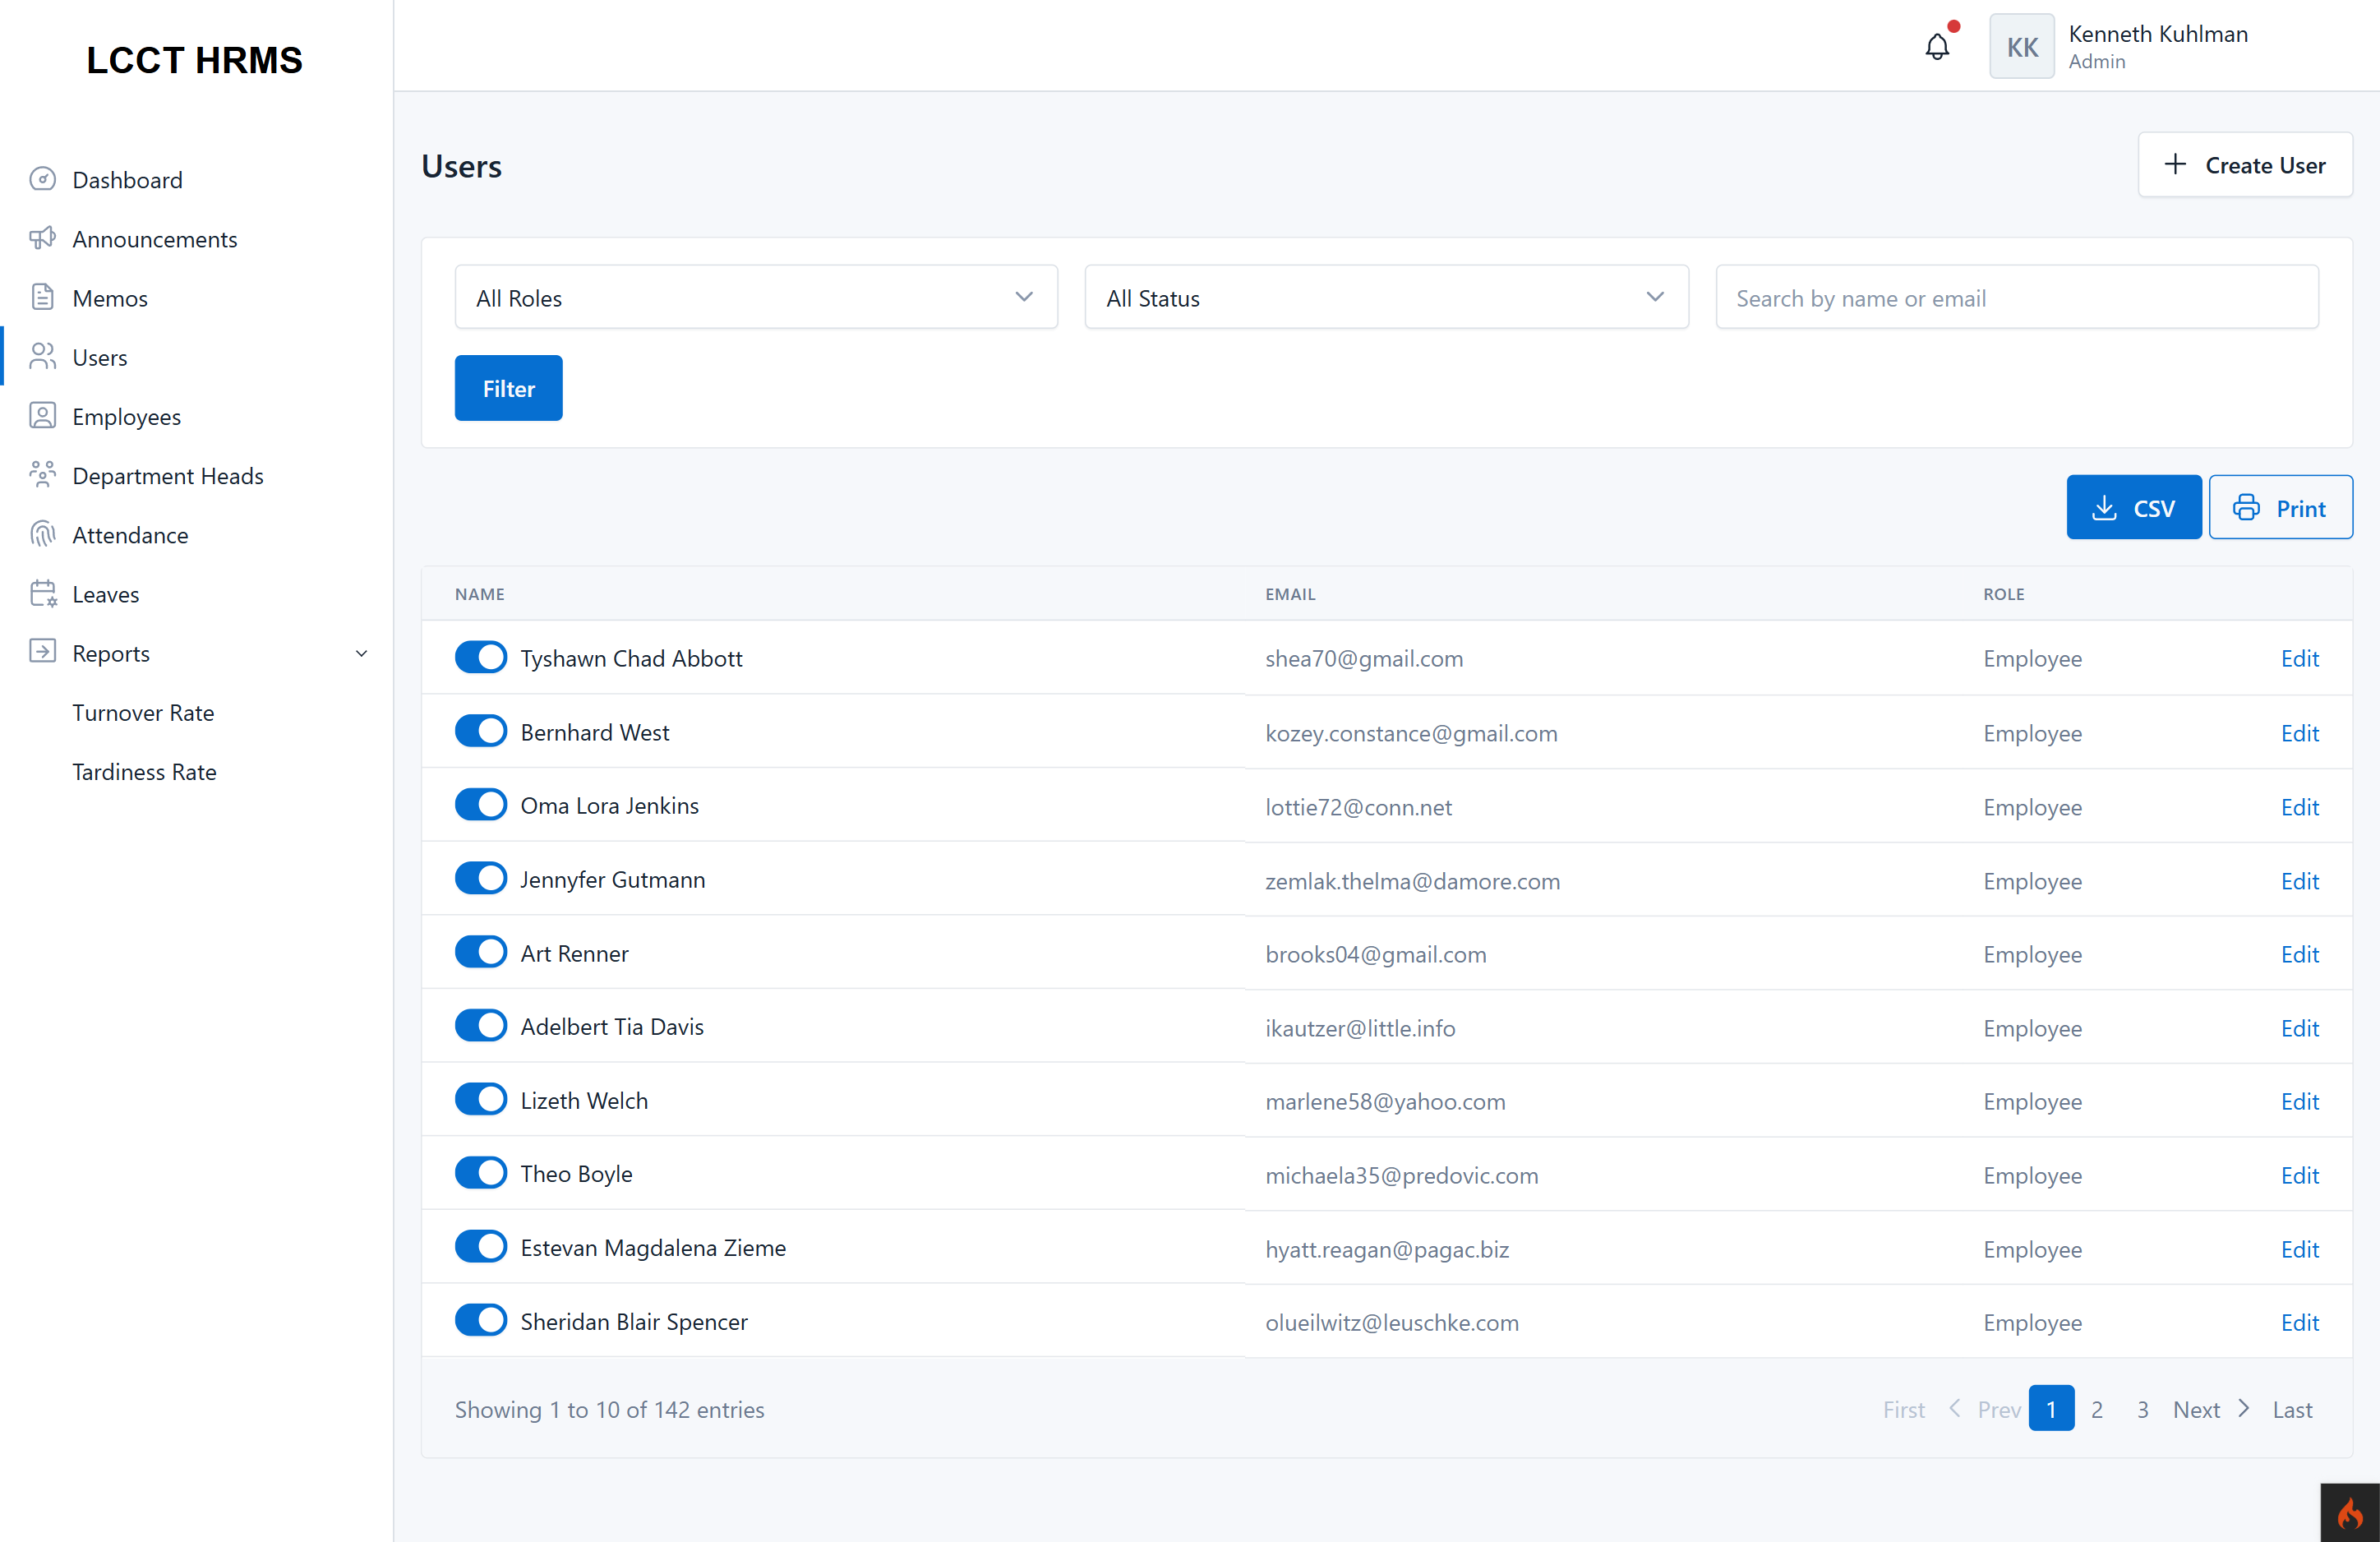 LCCT HRMS
Kenneth Kuhlman
KK
Admin
Dashboard
Announcements
Memos
Users
Employees
Department Heads
Attendance
Leaves
Reports
Turnover Rate
Tardiness Rate
Users
Create User
All Roles
All Status
Search by name or email
Filter
CSV
Print
NAME EMAIL ROLE
Tyshawn Chad Abbott shea70@gmail.com Employee Edit
Bernhard West kozey.constance@gmail.com Employee Edit
Oma Lora Jenkins lottie72@conn.net Employee Edit
Jennyfer Gutmann zemlak.thelma@damore.com Employee Edit
Art Renner brooks04@gmail.com Employee Edit
Adelbert Tia Davis ikautzer@little.info Employee Edit
Lizeth Welch marlene58@yahoo.com Employee Edit
Theo Boyle michaela35@predovic.com Employee Edit
Estevan Magdalena Zieme hyatt.reagan@pagac.biz Employee Edit
Sheridan Blair Spencer olueilwitz@leuschke.com Employee Edit
Showing 1 to 10 of 142 entries
First Prev 1 2 3 Next Last